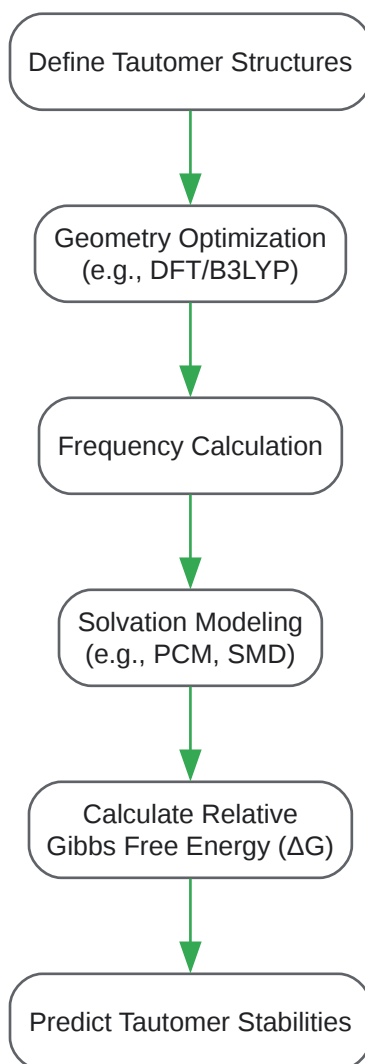 Define Tautomer Structures
Geometry Optimization
(e.g., DFT/B3LYP)
Frequency Calculation
Solvation Modeling
(e.g., PCM, SMD)
Calculate Relative
Gibbs Free Energy (ΔG)
Predict Tautomer Stabilities